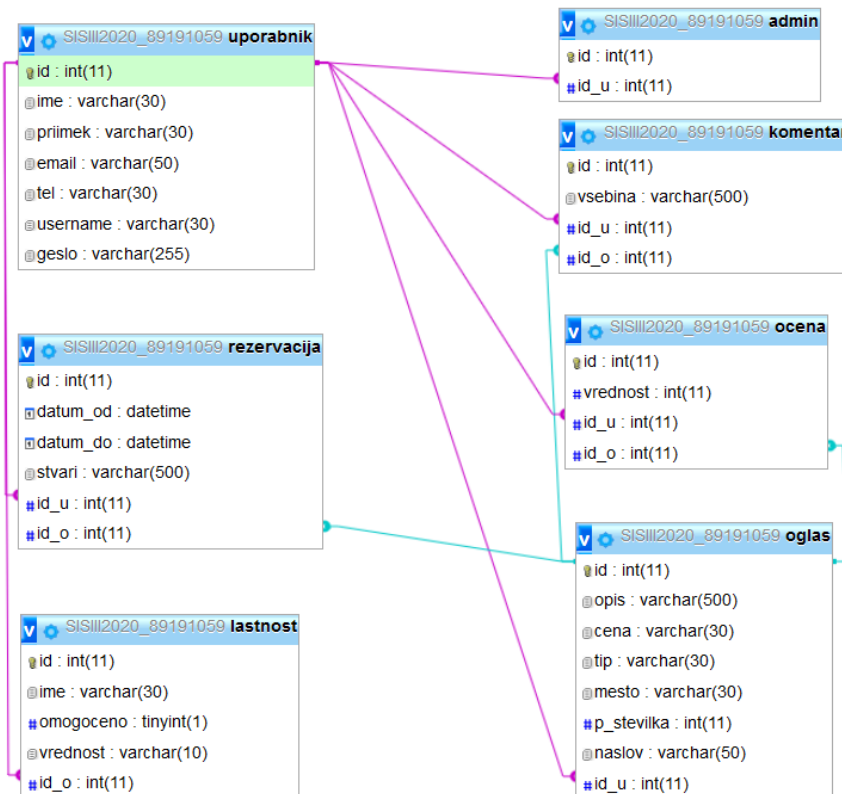 v SISIII2020_89191059 uporabnik
id : int(11)
ime : varchar(30)
priimek : varchar(30)
email : varchar(50)
tel : varchar(30)
username : varchar(30)
geslo : varchar(255)
v SISIII2020_89191059 rezervacija
id : int(11)
datum_od : datetime
datum_do : datetime
stvari : varchar(500)
# id_u : int(11)
# id_o : int(11)
v SISIII2020_89191059 lastnost
id : int(11)
ime : varchar(30)
# omogoceno : tinyint(1)
vrednost : varchar(10)
# id_o : int(11)
v SISIII2020_89191059 admin
id : int(11)
# id_u : int(11)
v SISIII2020_89191059 komentar
id : int(11)
vsebina : varchar(500)
# id_u : int(11)
# id_o : int(11)
v SISIII2020_89191059 ocena
id : int(11)
# vrednost : int(11)
# id_u : int(11)
# id_o : int(11)
v SISIII2020_89191059 oglas
id : int(11)
opis : varchar(500)
cena : varchar(30)
tip : varchar(30)
mesto : varchar(30)
# p_stevilka : int(11)
naslov : varchar(50)
# id_u : int(11)